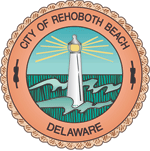 CITY OF REHOBOTH BEACH
DELAWARE